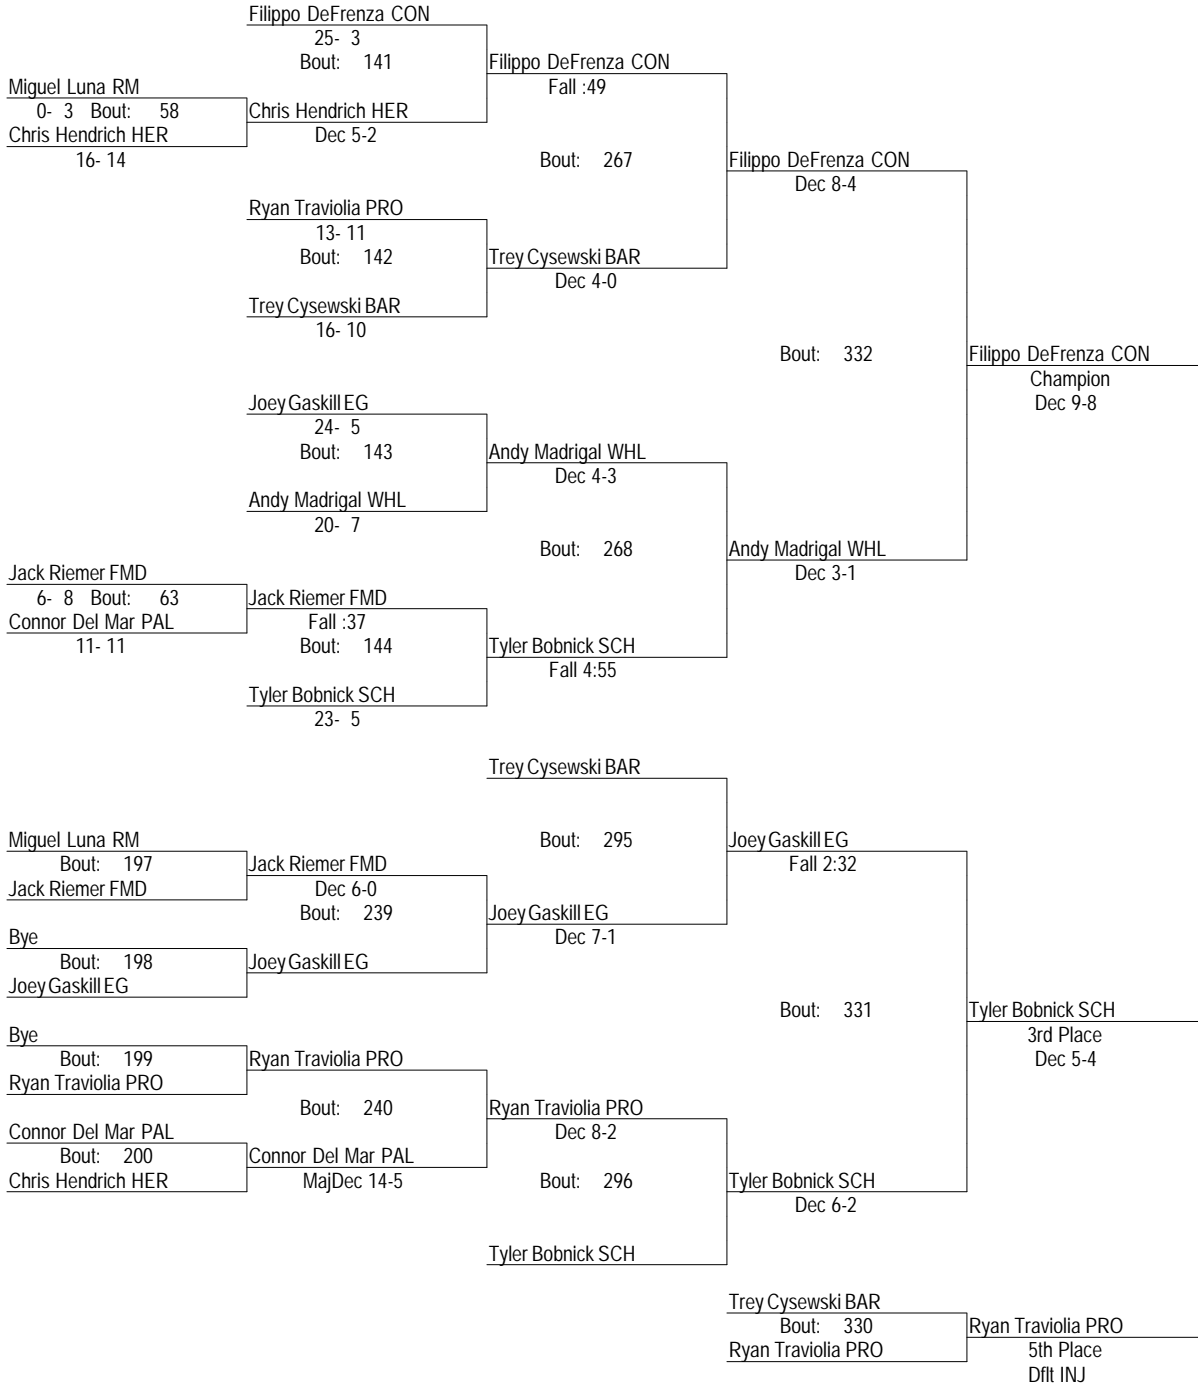 Filippo DeFrenza CON
25- 3
Bout: 141
Filippo DeFrenza CON
Fall :49
Miguel Luna RM
0- 3 Bout: 58
Chris Hendrich HER
16- 14
Chris Hendrich HER
Dec 5-2
Bout: 267
Filippo DeFrenza CON
Dec 8-4
Ryan Traviolia PRO
13- 11
Bout: 142
Trey Cysewski BAR
Dec 4-0
Trey Cysewski BAR
16- 10
Bout: 332
Filippo DeFrenza CON
Champion
Dec 9-8
Joey Gaskill EG
24- 5
Bout: 143
Andy Madrigal WHL
Dec 4-3
Andy Madrigal WHL
20- 7
Bout: 268
Andy Madrigal WHL
Dec 3-1
Jack Riemer FMD
6- 8 Bout: 63
Connor Del Mar PAL
11- 11
Jack Riemer FMD
Fall :37
Bout: 144
Tyler Bobnick SCH
Fall 4:55
Tyler Bobnick SCH
23- 5
Trey Cysewski BAR
Bout: 295
Joey Gaskill EG
Fall 2:32
Miguel Luna RM
Bout: 197
Jack Riemer FMD
Jack Riemer FMD
Dec 6-0
Bout: 239
Joey Gaskill EG
Dec 7-1
Bye
Bout: 198
Joey Gaskill EG
Joey Gaskill EG
Bout: 331
Tyler Bobnick SCH
3rd Place
Dec 5-4
Bye
Bout: 199
Ryan Traviolia PRO
Ryan Traviolia PRO
Bout: 240
Ryan Traviolia PRO
Dec 8-2
Connor Del Mar PAL
Bout: 200
Chris Hendrich HER
Connor Del Mar PAL
MajDec 14-5
Bout: 296
Tyler Bobnick SCH
Dec 6-2
Tyler Bobnick SCH
Trey Cysewski BAR
Bout: 330
Ryan Traviolia PRO
Ryan Traviolia PRO
5th Place
Dflt INJ